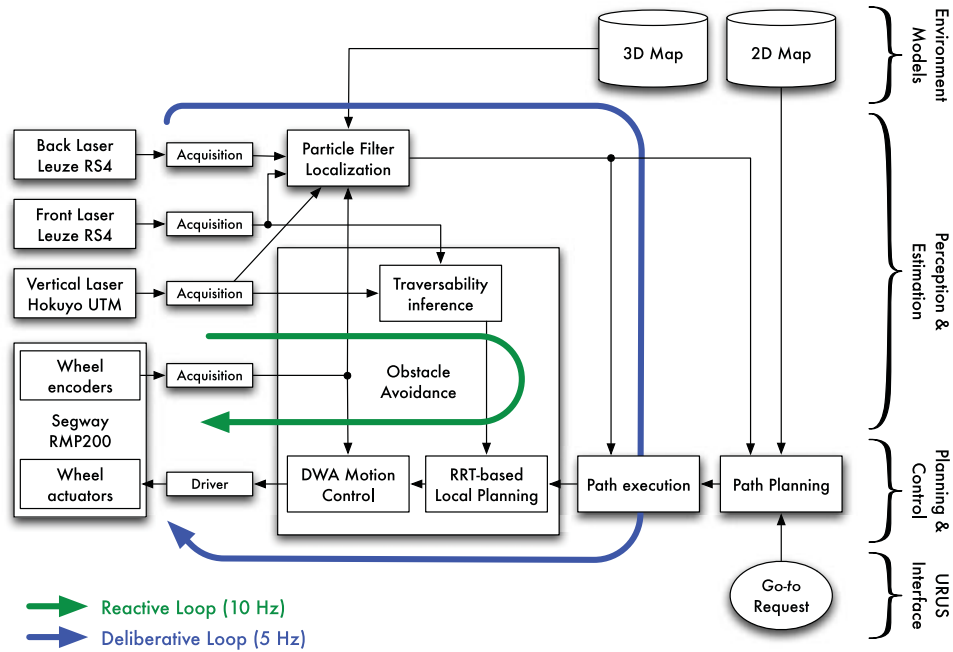 3D Map
2D Map
Environment
Models
Back Laser
Leuze RS4
Acquisition
Particle Filter
Localization
Front Laser
Leuze RS4
Acquisition
Vertical Laser
Hokuyo UTM
Acquisition
Traversability
inference
Perception &
Estimation
Wheel
encoders
Acquisition
Obstacle
Avoidance
Segway
RMP200
Wheel
actuators
Driver
DWA Motion
Control
RRT-based
Local Planning
Path execution
Path Planning
Planning &
Control
Go-to
Request
URUS
Interface
Reactive Loop (10 Hz)
Deliberative Loop (5 Hz)